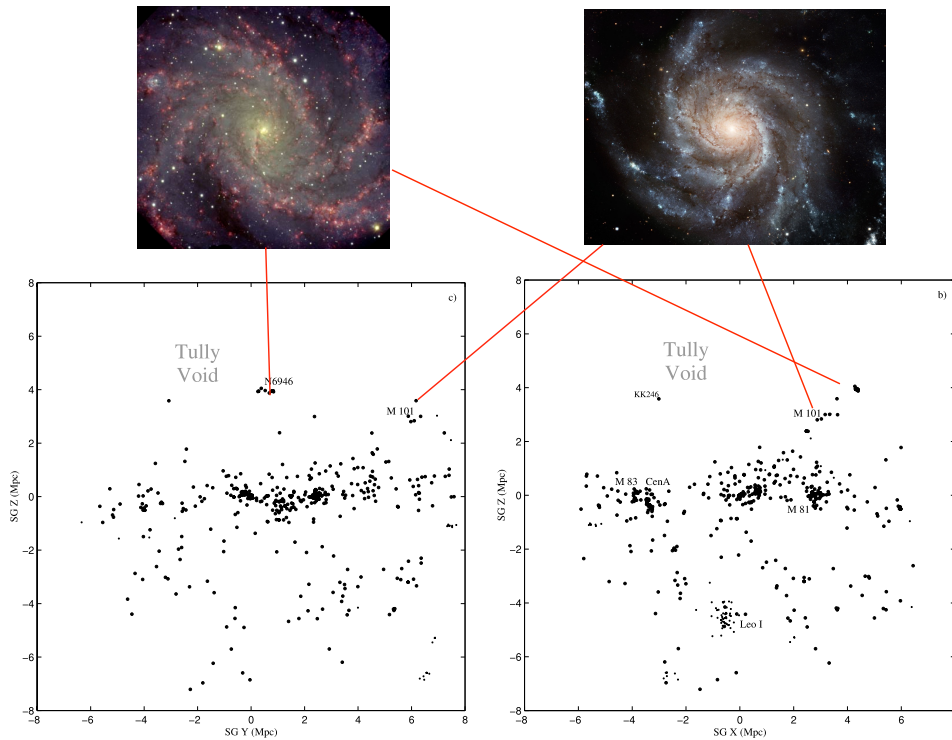 c)
Tully
Void
N6946
M 101
8
6
4
2
0
−2
−4
−6
−8
SG Z (Mpc)
−8 −6 −4 −2 0 2 4 6 8
SG Y (Mpc)
b)
Tully
Void
KK246
M 101
M 83 CenA
M 81
Leo I
8
6
4
2
0
−2
−4
−6
−8
SG Z (Mpc)
−8 −6 −4 −2 0 2 4 6 8
SG X (Mpc)